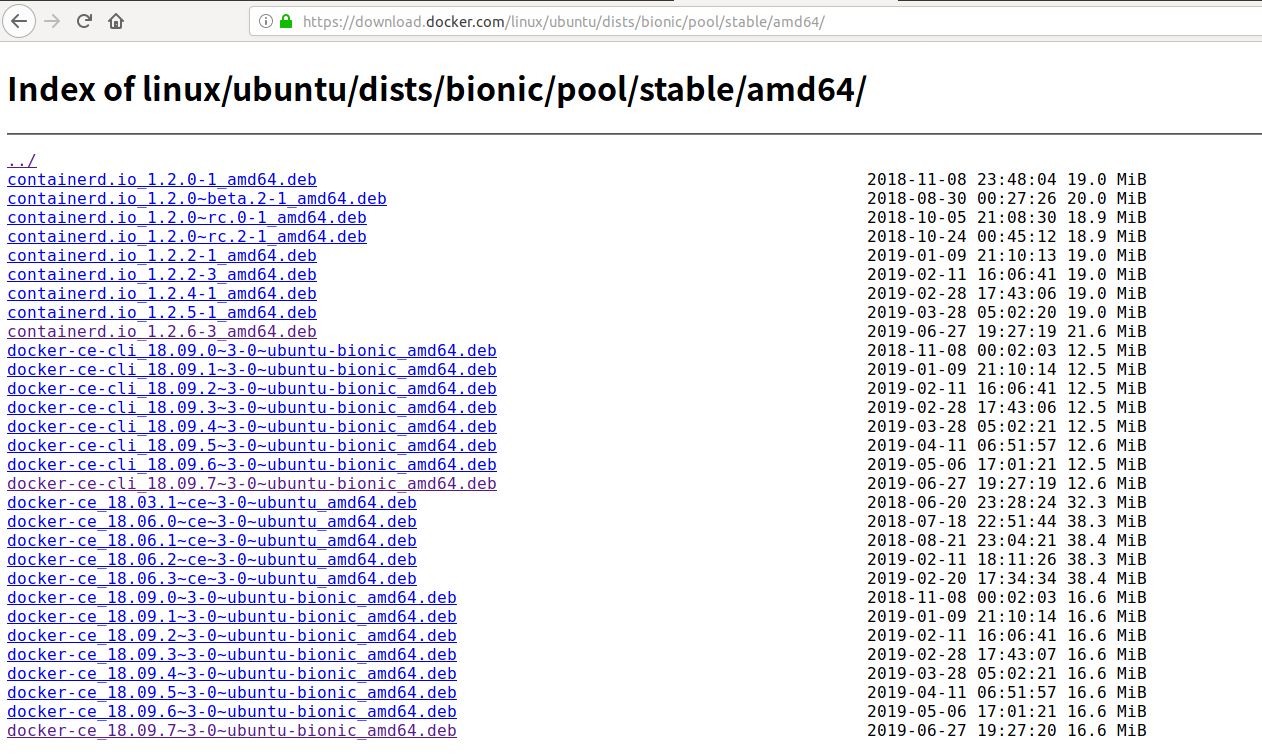 https://download.docker.com/linux/ubuntu/dists/bionic/pool/stable/amd64/
Index of linux/ubuntu/dists/bionic/pool/stable/amd64/
../
containerd.io_1.2.0-1_amd64.deb 2018-11-08 23:48:04 19.0 MiB
containerd.io_1.2.0~beta.2-1_amd64.deb 2018-08-30 00:27:26 20.0 MiB
containerd.io_1.2.0~rc.0-1_amd64.deb 2018-10-05 21:08:30 18.9 MiB
containerd.io_1.2.0~rc.2-1_amd64.deb 2018-10-24 00:45:12 18.9 MiB
containerd.io_1.2.2-1_amd64.deb 2019-01-09 21:10:13 19.0 MiB
containerd.io_1.2.2-3_amd64.deb 2019-02-11 16:06:41 19.0 MiB
containerd.io_1.2.4-1_amd64.deb 2019-02-28 17:43:06 19.0 MiB
containerd.io_1.2.5-1_amd64.deb 2019-03-28 05:02:20 19.0 MiB
containerd.io_1.2.6-3_amd64.deb 2019-06-27 19:27:19 21.6 MiB
docker-ce-cli_18.09.0~3-0~ubuntu-bionic_amd64.deb 2018-11-08 00:02:03 12.5 MiB
docker-ce-cli_18.09.1~3-0~ubuntu-bionic_amd64.deb 2019-01-09 21:10:14 12.5 MiB
docker-ce-cli_18.09.2~3-0~ubuntu-bionic_amd64.deb 2019-02-11 16:06:41 12.5 MiB
docker-ce-cli_18.09.3~3-0~ubuntu-bionic_amd64.deb 2019-02-28 17:43:06 12.5 MiB
docker-ce-cli_18.09.4~3-0~ubuntu-bionic_amd64.deb 2019-03-28 05:02:21 12.5 MiB
docker-ce-cli_18.09.5~3-0~ubuntu-bionic_amd64.deb 2019-04-11 06:51:57 12.6 MiB
docker-ce-cli_18.09.6~3-0~ubuntu-bionic_amd64.deb 2019-05-06 17:01:21 12.5 MiB
docker-ce-cli_18.09.7~3-0~ubuntu-bionic_amd64.deb 2019-06-27 19:27:19 12.6 MiB
docker-ce_18.03.1~ce~3-0~ubuntu_amd64.deb 2018-06-20 23:28:24 32.3 MiB
docker-ce_18.06.0~ce~3-0~ubuntu_amd64.deb 2018-07-18 22:51:44 38.3 MiB
docker-ce_18.06.1~ce~3-0~ubuntu_amd64.deb 2018-08-21 23:04:21 38.4 MiB
docker-ce_18.06.2~ce~3-0~ubuntu_amd64.deb 2019-02-11 18:11:26 38.3 MiB
docker-ce_18.06.3~ce~3-0~ubuntu_amd64.deb 2019-02-20 17:34:34 38.4 MiB
docker-ce_18.09.0~3-0~ubuntu-bionic_amd64.deb 2018-11-08 00:02:03 16.6 MiB
docker-ce_18.09.1~3-0~ubuntu-bionic_amd64.deb 2019-01-09 21:10:14 16.6 MiB
docker-ce_18.09.2~3-0~ubuntu-bionic_amd64.deb 2019-02-11 16:06:41 16.6 MiB
docker-ce_18.09.3~3-0~ubuntu-bionic_amd64.deb 2019-02-28 17:43:07 16.6 MiB
docker-ce_18.09.4~3-0~ubuntu-bionic_amd64.deb 2019-03-28 05:02:21 16.6 MiB
docker-ce_18.09.5~3-0~ubuntu-bionic_amd64.deb 2019-04-11 06:51:57 16.6 MiB
docker-ce_18.09.6~3-0~ubuntu-bionic_amd64.deb 2019-05-06 17:01:21 16.6 MiB
docker-ce_18.09.7~3-0~ubuntu-bionic_amd64.deb 2019-06-27 19:27:20 16.6 MiB